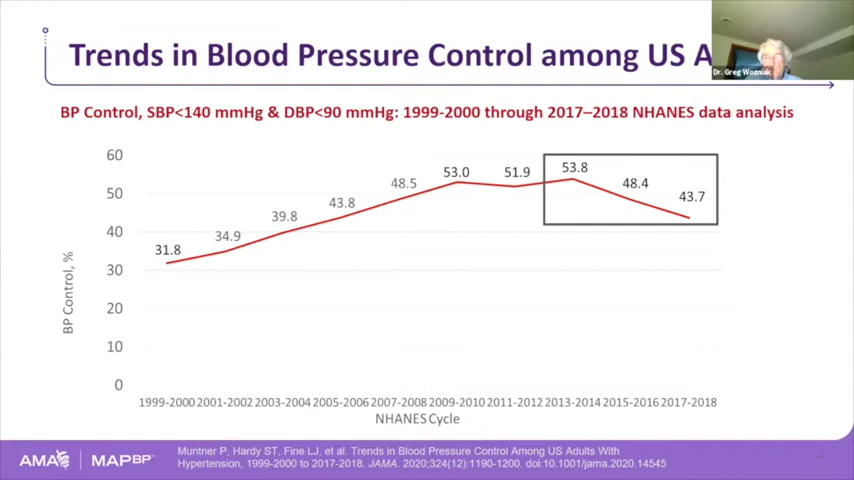 Trends in Blood Pressure Control among US A
Dr. Greg Wozniak
BP Control, SBP<140 mmHg & DBP<90 mmHg: 1999-2000 through 2017–2018 NHANES data analysis
60
50
40
30
20
10
0
BP Control, %
31.8
34.9
39.8
43.8
48.5
53.0
51.9
53.8
48.4
43.7
1999-2000 2001-2002 2003-2004 2005-2006 2007-2008 2009-2010 2011-2012 2013-2014 2015-2016 2017-2018
NHANES Cycle
AMA
MAP BP™
Muntner P, Hardy ST, Fine LJ, et al. Trends in Blood Pressure Control Among US Adults With
Hypertension, 1999-2000 to 2017-2018. JAMA. 2020;324(12):1190-1200. doi:10.1001/jama.2020.14545